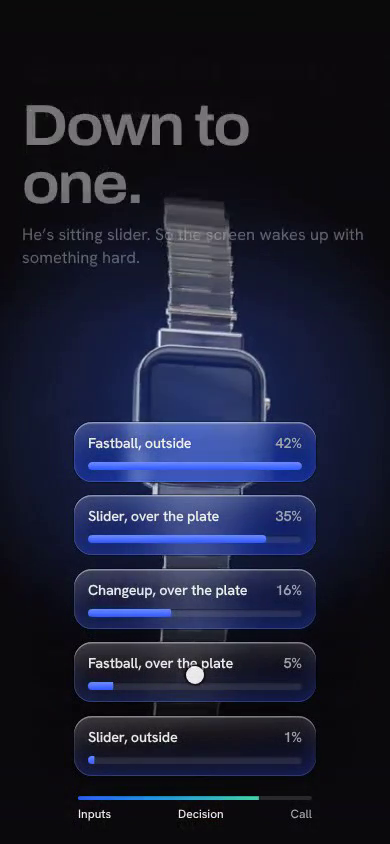 Down to
one.
He’s sitting slider. So the screen wakes up with
something hard.
Fastball, outside 42%
Slider, over the plate 35%
Changeup, over the plate 16%
Fastball, over the plate 5%
Slider, outside 1%
Inputs Decision Call